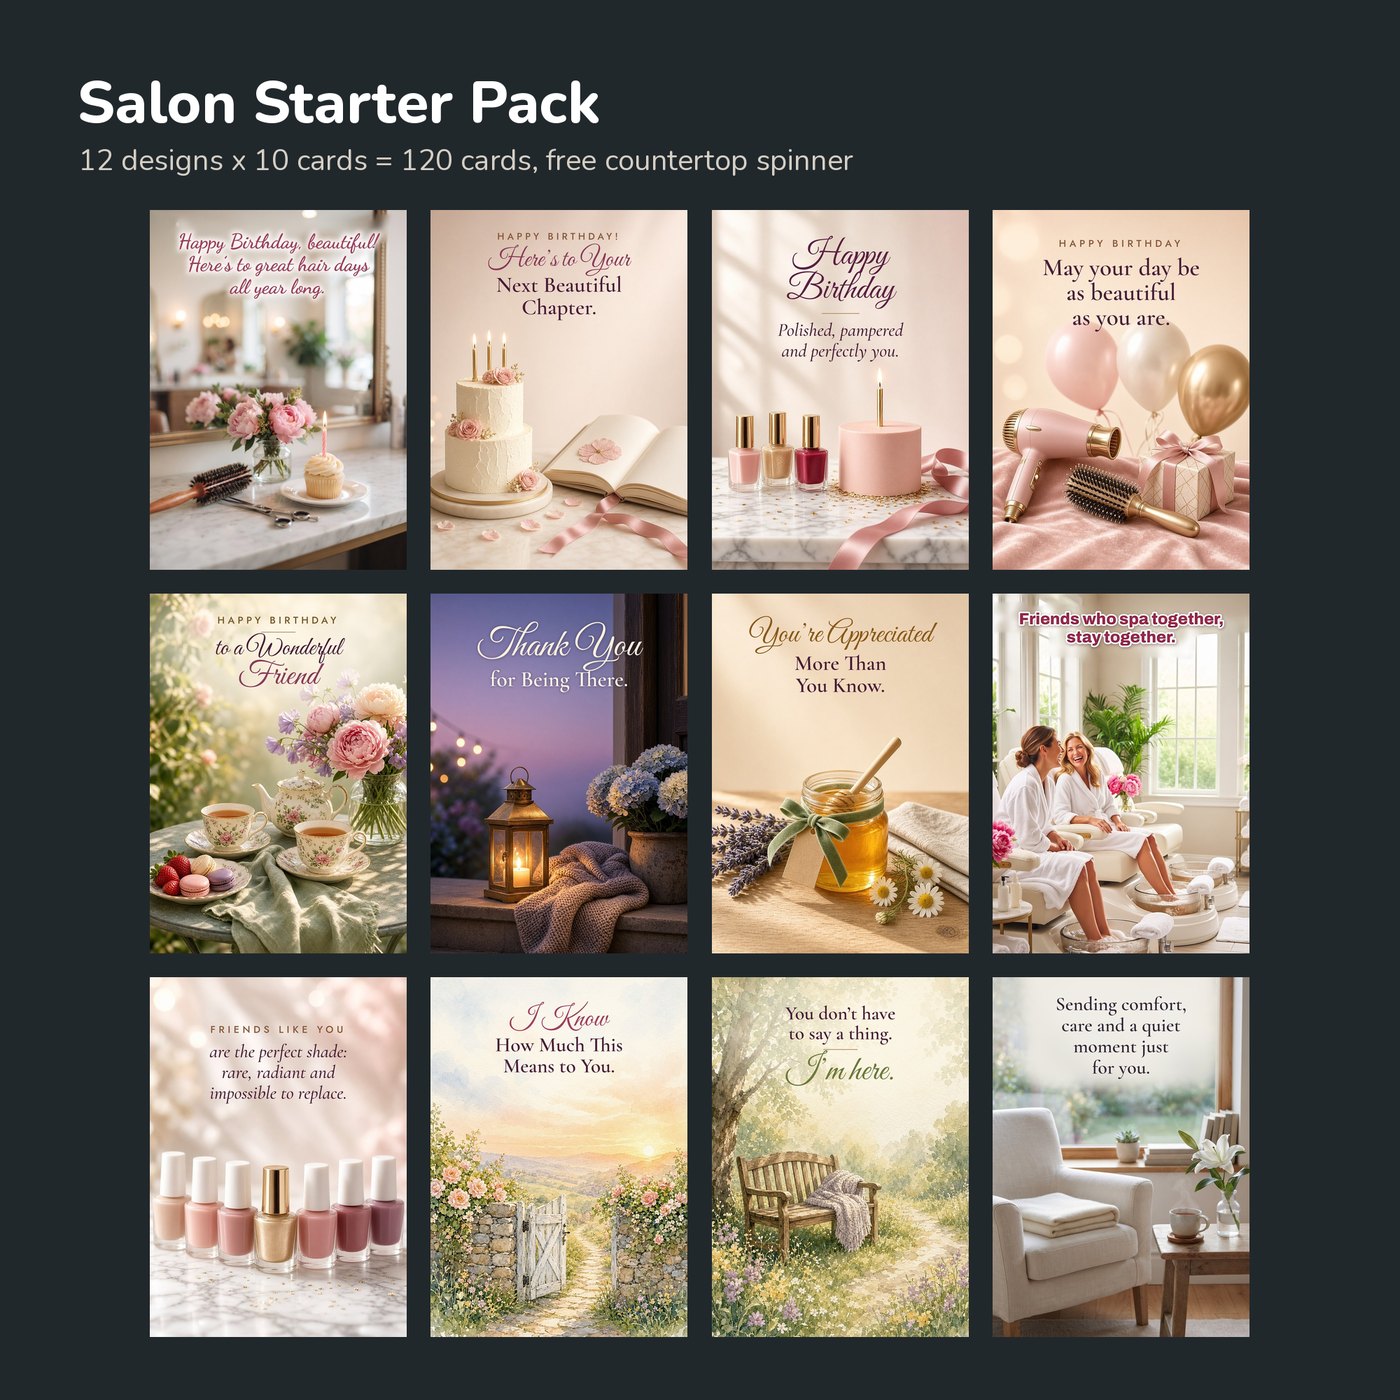 Salon Starter Pack
12 designs x 10 cards = 120 cards, free countertop spinner
Happy Birthday, beautiful!
Here's to great hair days
all year long.
HAPPY BIRTHDAY!
Here's to Your
Next Beautiful
Chapter.
Happy
Birthday
Polished, pampered
and perfectly you.
HAPPY BIRTHDAY
May your day be
as beautiful
as you are.
HAPPY BIRTHDAY
to a Wonderful
Friend
Thank You
for Being There.
You're Appreciated
More Than
You Know.
Friends who spa together,
stay together.
FRIENDS LIKE YOU
are the perfect shade:
rare, radiant and
impossible to replace.
I Know
How Much This
Means to You.
You don't have
to say a thing.
I'm here.
Sending comfort,
care and a quiet
moment just
for you.